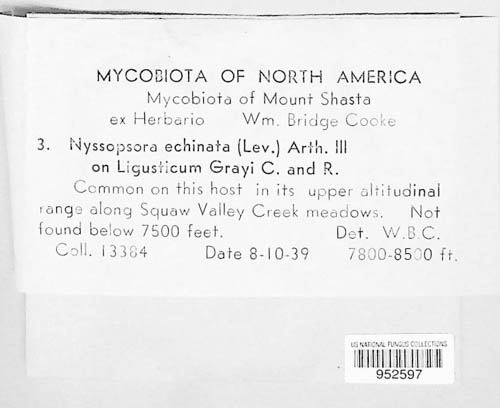 MYCOBIOTA OF NORTH AMERICA
Mycobiota of Mount Shasta
ex Herbario Wm. Bridge Cooke
3. Nyssopsora echinata (Lev.) Arth. III
on Ligusticum Grayi C. and R.
Common on this host in its upper altitudinal
range along Squaw Valley Creek meadows. Not
found below 7500 feet. Det. W.B.C.
Coll. 13384 Date 8-10-39 7800-8500 ft.
US NATIONAL FUNGUS COLLECTIONS
952597